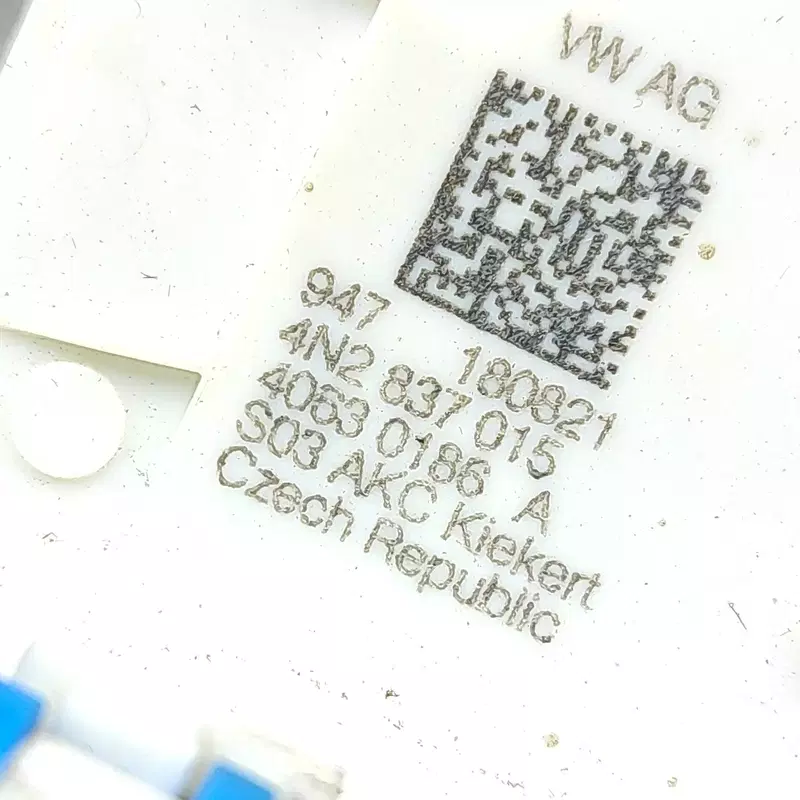 VW AG
947 180821
4N2 837 015
4063 0186 A
S03 AKC Kiekert
Czech Republic